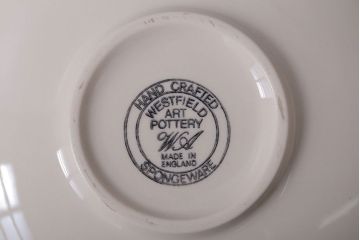 HAND CRAFTED
WESTFIELD
ART
POTTERY
WA
MADE IN
ENGLAND
SPONGEWARE